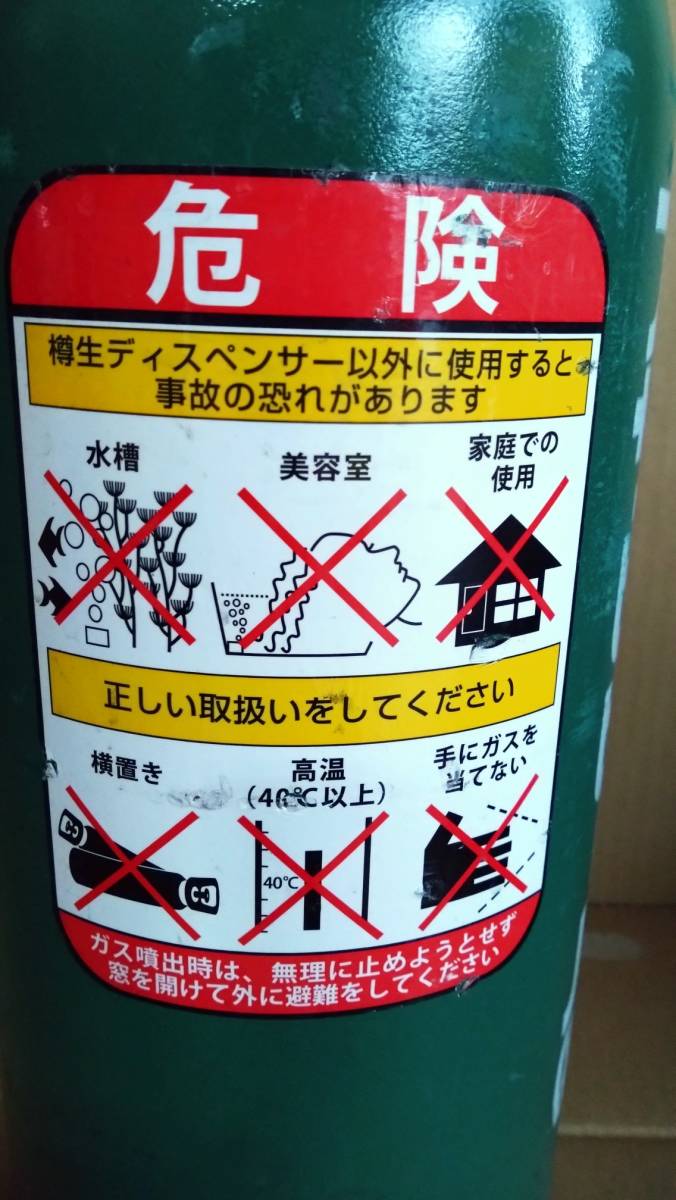 危険
樽生ディスペンサー以外に使用すると
事故の恐れがあります
水槽
美容室
家庭での
使用
正しい取扱いをしてください
横置き
高温
(40℃以上)
手にガスを
当てない
40℃
ガス噴出時は、無理に止めようとせず
窓を開けて外に避難をしてください